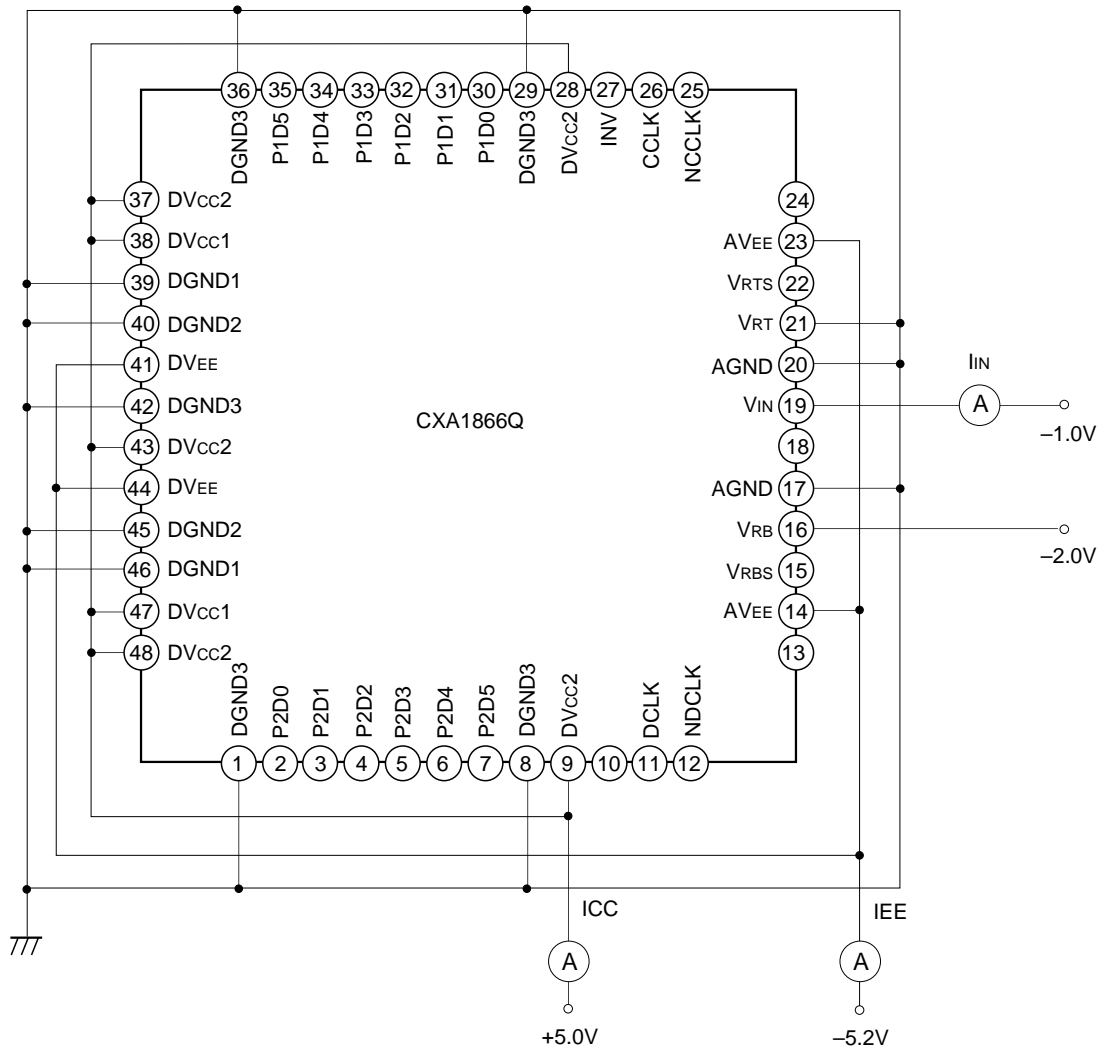 36 35 34 33 32 31 30 29 28 27 26 25
DGND3 P1D5 P1D4 P1D3 P1D2 P1D1 P1D0 DGND3 DVCC2 INV CCLK NCCLK
37 DVCC2
24
38 DVCC1
AVEE 23
39 DGND1
VRTS 22
40 DGND2
VRT 21
41 DVEE
AGND 20
IIN
42 DGND3
CXA1866Q
VIN 19
A
–1.0V
43 DVCC2
18
44 DVEE
AGND 17
45 DGND2
VRB 16
–2.0V
46 DGND1
VRBS 15
47 DVCC1
AVEE 14
48 DVCC2
13
DGND3 P2D0 P2D1 P2D2 P2D3 P2D4 P2D5 DGND3 DVCC2 DCLK NDCLK
1 2 3 4 5 6 7 8 9 10 11 12
ICC
IEE
A
A
+5.0V
–5.2V